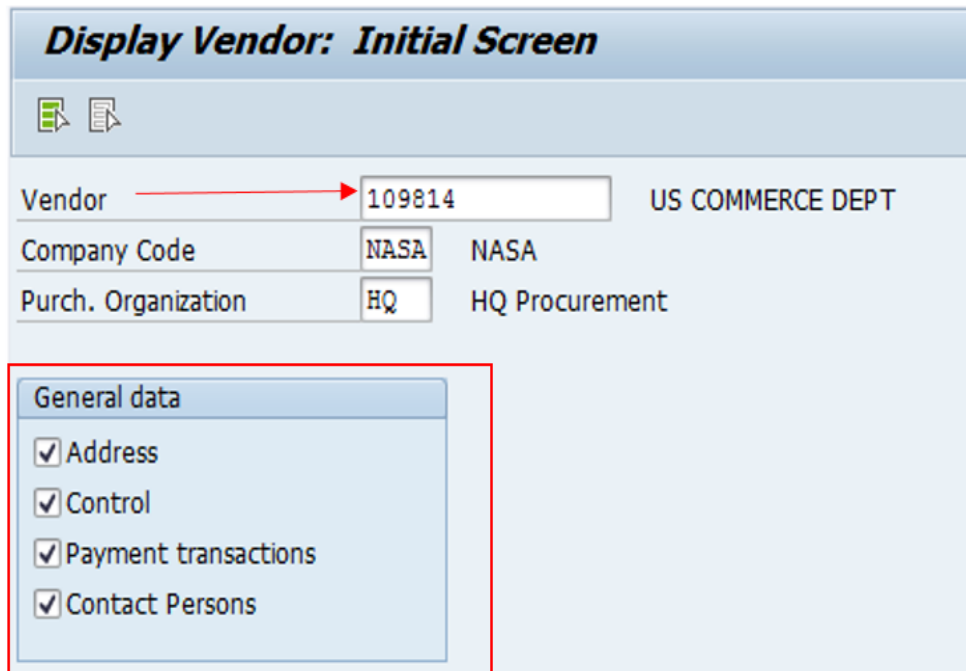 Display Vendor: Initial Screen
Vendor 109814 US COMMERCE DEPT
Company Code NASA NASA
Purch. Organization HQ HQ Procurement
General data
Address
Control
Payment transactions
Contact Persons